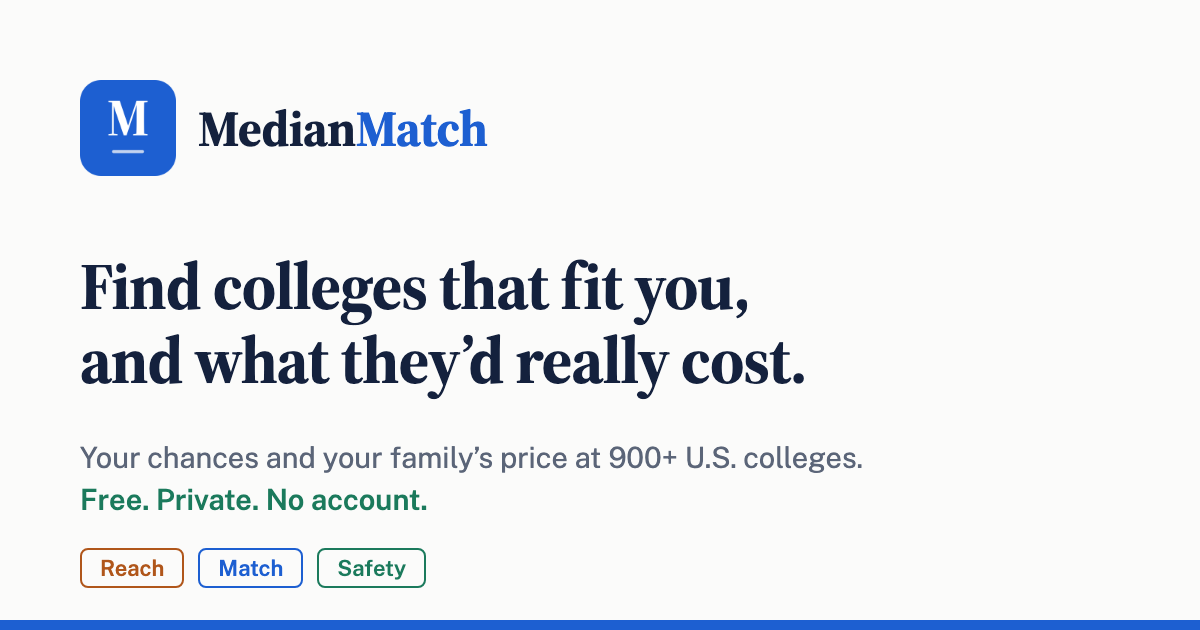 M
MedianMatch
Find colleges that fit you,
and what they’d really cost.
Your chances and your family’s price at 900+ U.S. colleges.
Free. Private. No account.
Reach Match Safety